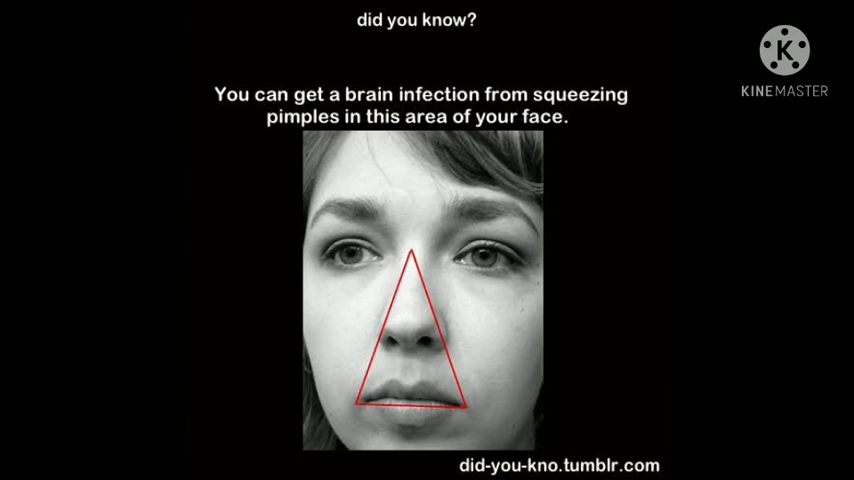 did you know?
K
KINEMASTER
You can get a brain infection from squeezing
pimples in this area of your face.
did-you-kno.tumblr.com